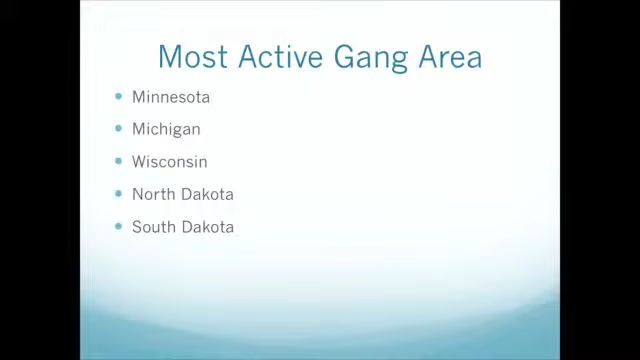 Most Active Gang Area
• Minnesota
• Michigan
• Wisconsin
• North Dakota
• South Dakota